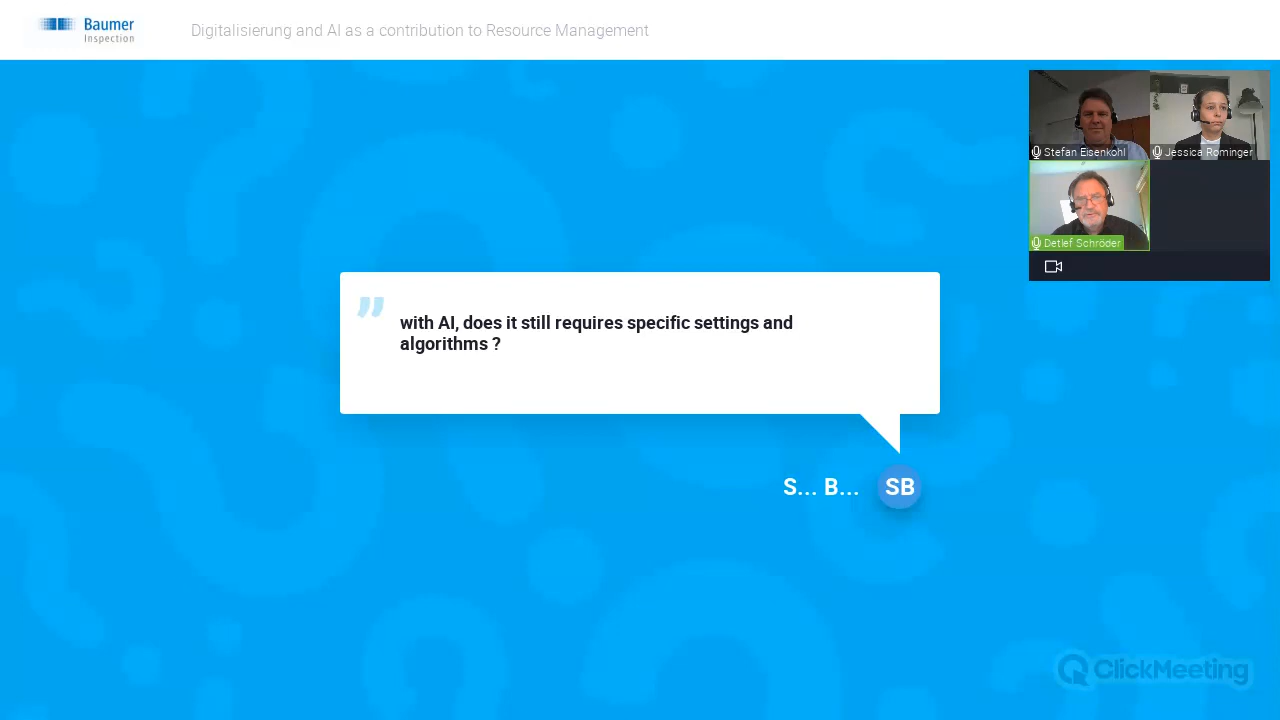 Baumer
Inspection
Digitalisierung and AI as a contribution to Resource Management
Stefan Eisenkohl
Jessica Rominger
Detlef Schröder
”
with AI, does it still requires specific settings and
algorithms ?
S... B...
SB
ClickMeeting